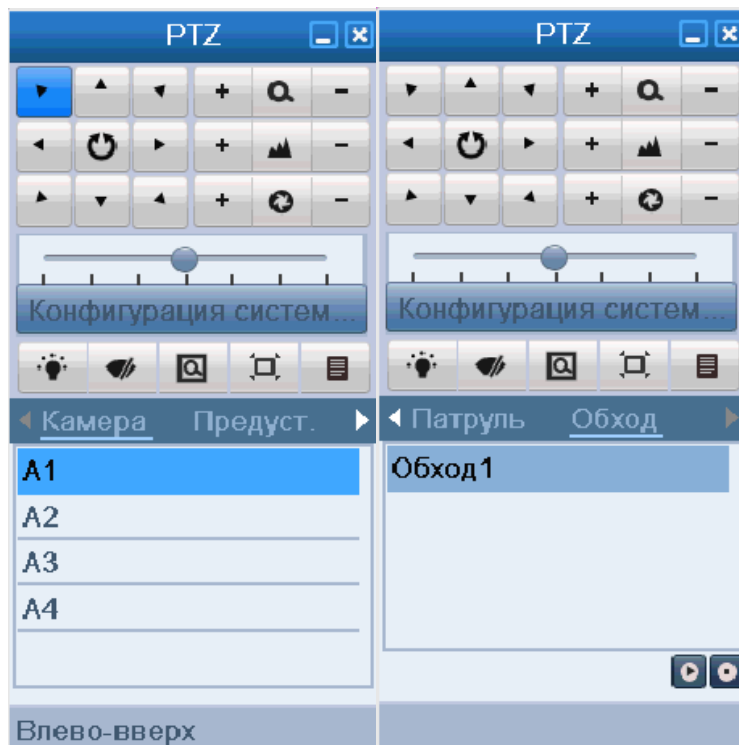 PTZ
Конфигурация систем...
Камера Предуст.
A1
A2
A3
A4
Влево-вверх
PTZ
Конфигурация систем...
Патруль Обход
Обход1